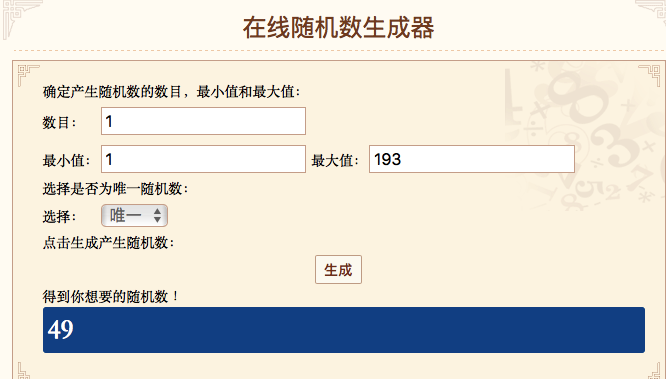 在线随机数生成器
确定产生随机数的数目，最小值和最大值：
数目： 1
最小值： 1 最大值： 193
选择是否为唯一随机数：
选择： 唯一
点击生成产生随机数：
生成
得到你想要的随机数！
49